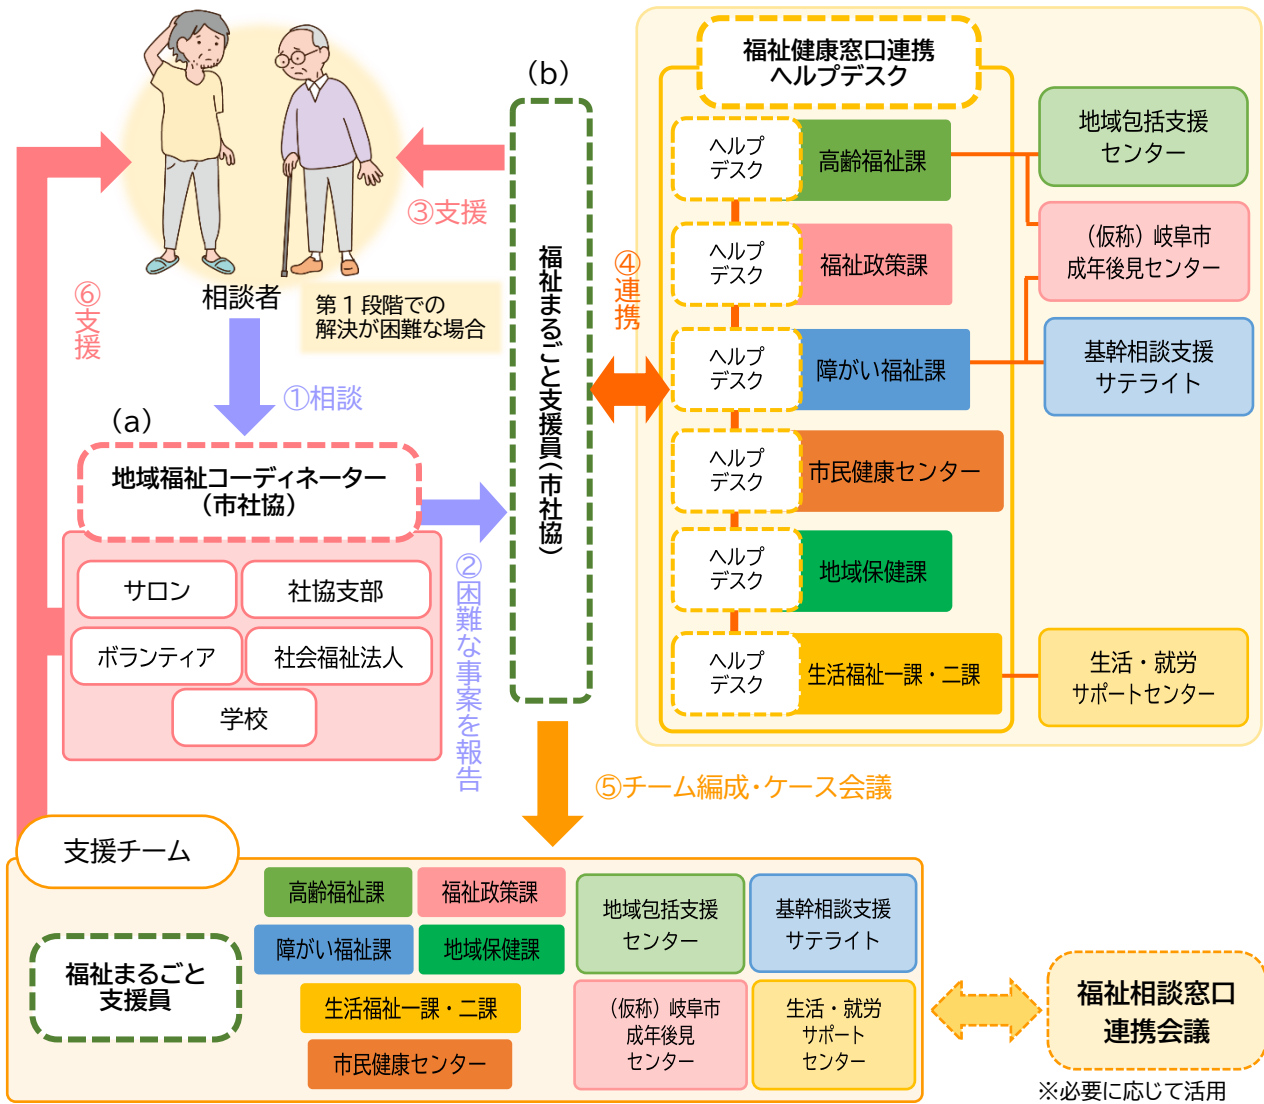 相談者
第１段階での
解決が困難な場合
①相談
(a)
地域福祉コーディネーター
（市社協）
サロン
社協支部
ボランティア
社会福祉法人
学校
②困難な事案を報告
(b)
福祉まるごと支援員（市社協）
③支援
④連携
福祉健康窓口連携
ヘルプデスク
ヘルプ
デスク
高齢福祉課
ヘルプ
デスク
福祉政策課
ヘルプ
デスク
障がい福祉課
ヘルプ
デスク
市民健康センター
ヘルプ
デスク
地域保健課
ヘルプ
デスク
生活福祉一課・二課
地域包括支援
センター
（仮称）岐阜市
成年後見センター
基幹相談支援
サテライト
生活・就労
サポートセンター
⑤チーム編成・ケース会議
⑥支援
支援チーム
福祉まるごと
支援員
高齢福祉課
福祉政策課
障がい福祉課
地域保健課
生活福祉一課・二課
市民健康センター
地域包括支援
センター
基幹相談支援
サテライト
（仮称）岐阜市
成年後見
センター
生活・就労
サポート
センター
福祉相談窓口
連携会議
※必要に応じて活用